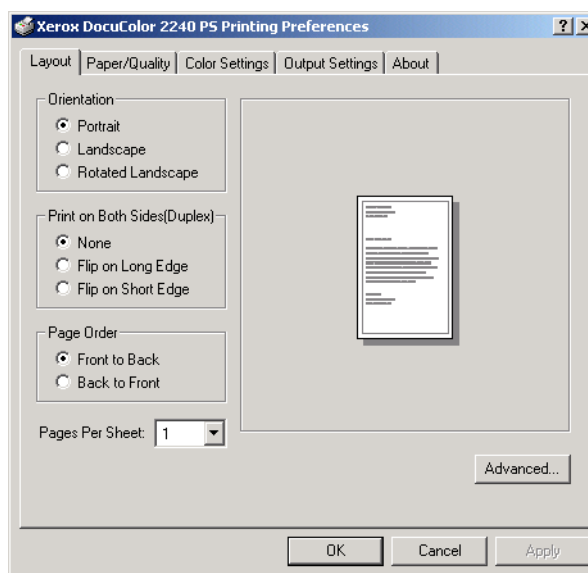 Xerox DocuColor 2240 PS Printing Preferences
Layout Paper/Quality Color Settings Output Settings About
Orientation
Portrait
Landscape
Rotated Landscape
Print on Both Sides(Duplex)
None
Flip on Long Edge
Flip on Short Edge
Page Order
Front to Back
Back to Front
Pages Per Sheet: 1
Advanced...
OK Cancel Apply